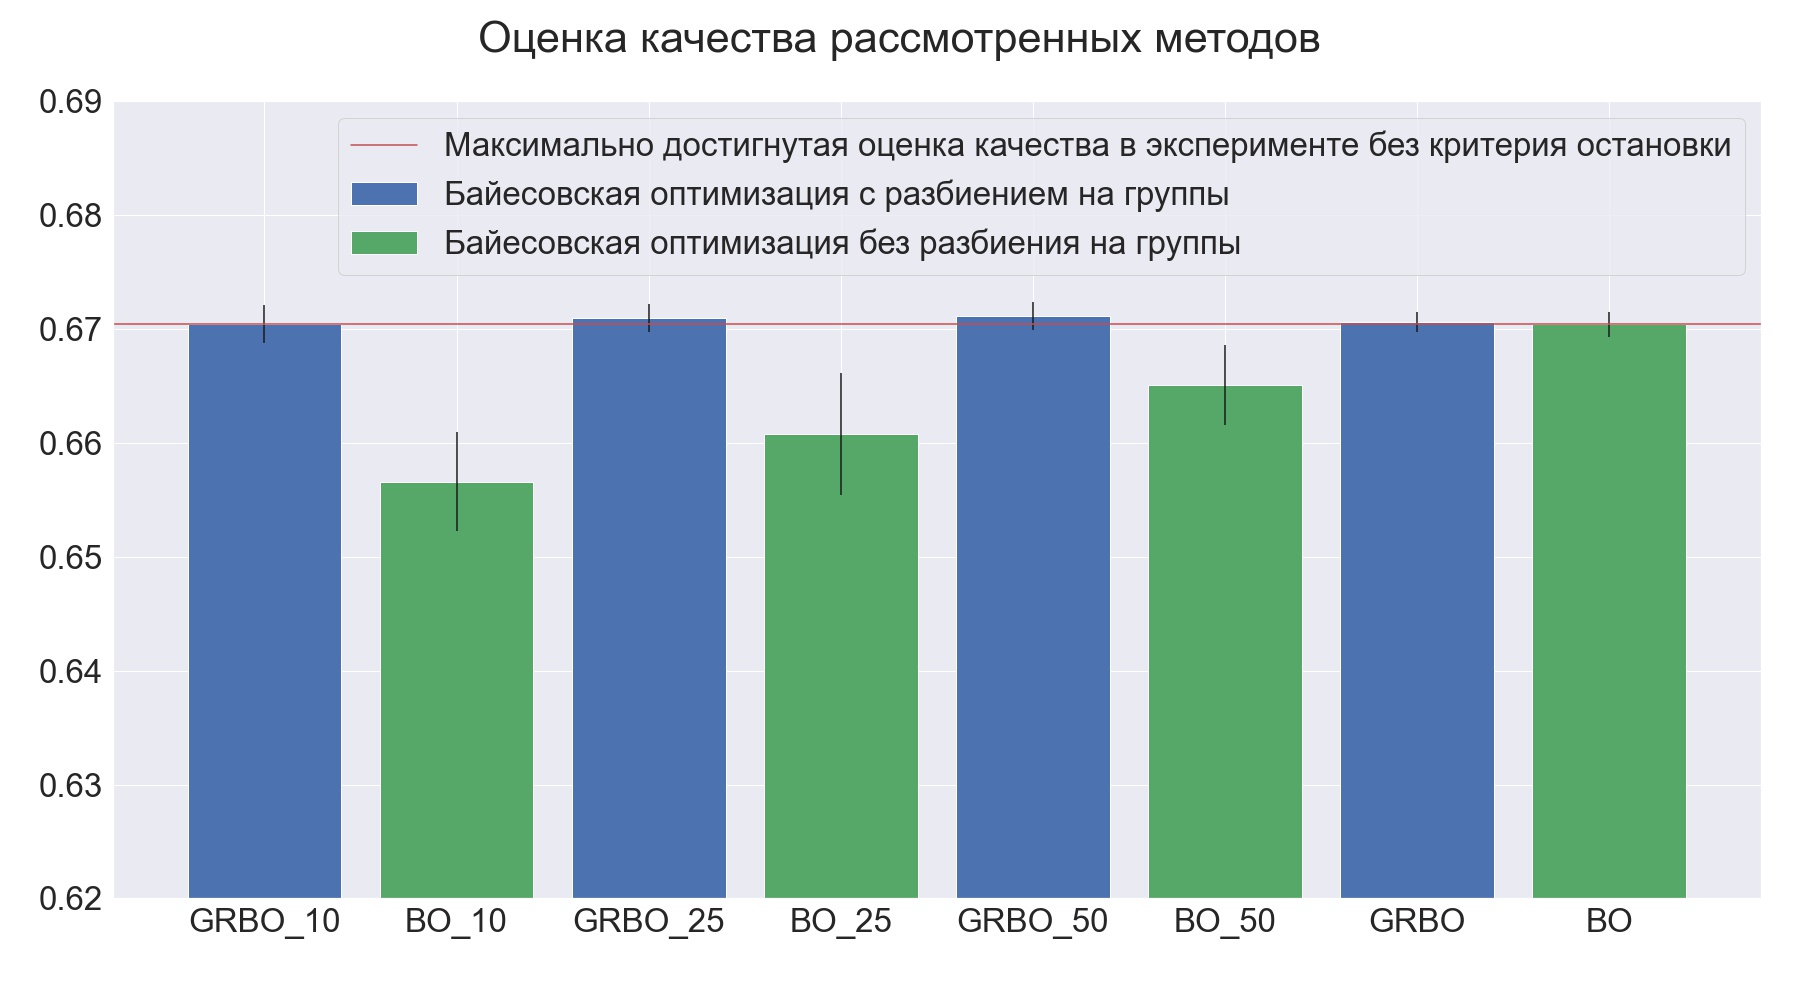 Оценка качества рассмотренных методов
0.69
0.68
0.67
0.66
0.65
0.64
0.63
0.62
Максимально достигнутая оценка качества в эксперименте без критерия остановки
Байесовская оптимизация с разбиением на группы
Байесовская оптимизация без разбиения на группы
GRBO_10 BO_10 GRBO_25 BO_25 GRBO_50 BO_50 GRBO BO